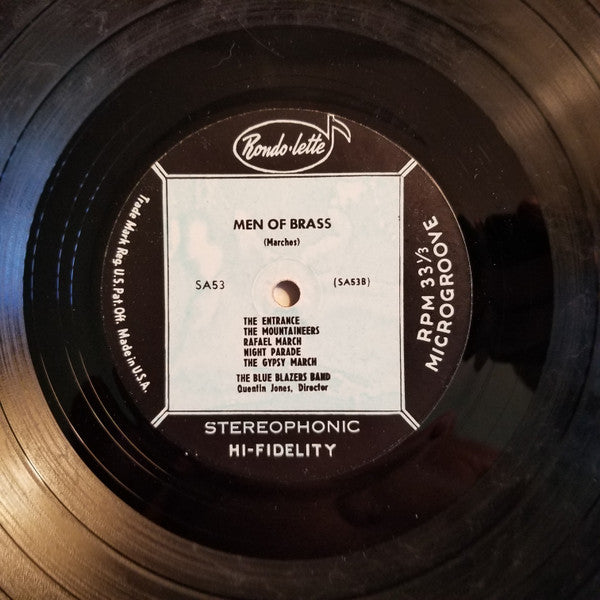 Rondo-lette
MEN OF BRASS
(Marches)
SA53
(SA53B)
THE ENTRANCE
THE MOUNTAINEERS
RAFAEL MARCH
NIGHT PARADE
THE GYPSY MARCH
THE BLUE BLAZERS BAND
Quentin Jones, Director
STEREOPHONIC
HI-FIDELITY
Trade Mark Reg. U.S. Pat. Off. Made in U.S.A.
RPM 33 1/3
MICROGROOVE